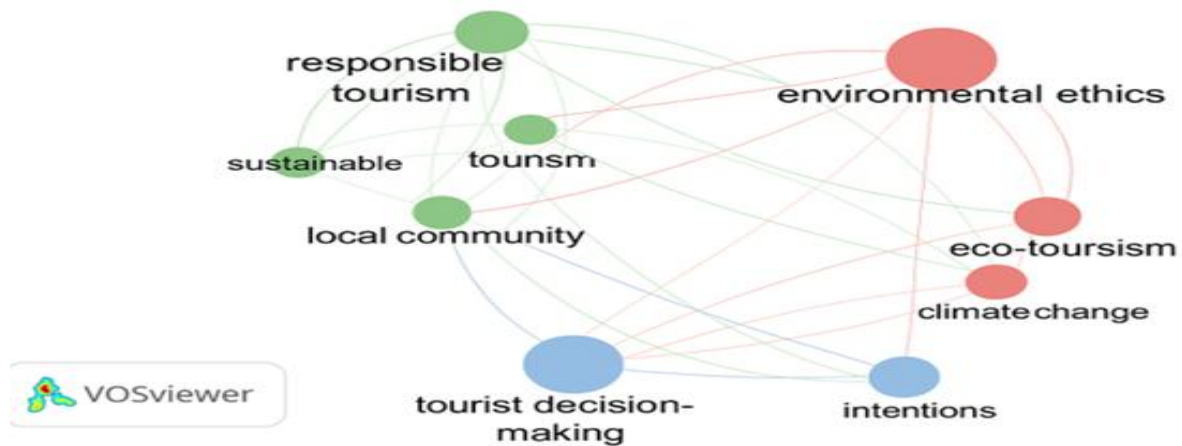 responsible
tourism
environmental ethics
sustainable
tounsm
local community
eco-toursism
climate change
tourist decision-
making
intentions
VOSviewer